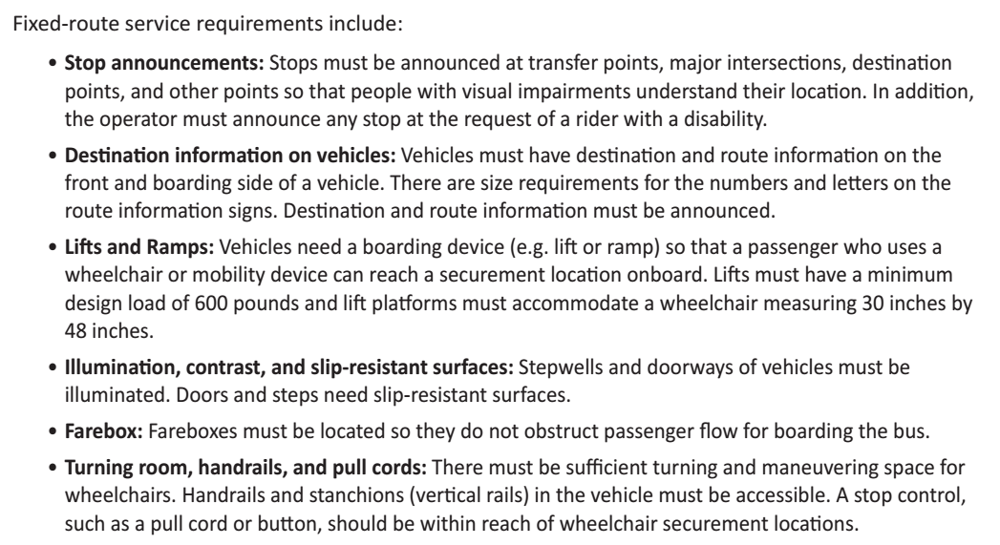 Fixed-route service requirements include:
• Stop announcements: Stops must be announced at transfer points, major intersections, destination
points, and other points so that people with visual impairments understand their location. In addition,
the operator must announce any stop at the request of a rider with a disability.
• Destination information on vehicles: Vehicles must have destination and route information on the
front and boarding side of a vehicle. There are size requirements for the numbers and letters on the
route information signs. Destination and route information must be announced.
• Lifts and Ramps: Vehicles need a boarding device (e.g. lift or ramp) so that a passenger who uses a
wheelchair or mobility device can reach a securement location onboard. Lifts must have a minimum
design load of 600 pounds and lift platforms must accommodate a wheelchair measuring 30 inches by
48 inches.
• Illumination, contrast, and slip-resistant surfaces: Stepwells and doorways of vehicles must be
illuminated. Doors and steps need slip-resistant surfaces.
• Farebox: Fareboxes must be located so they do not obstruct passenger flow for boarding the bus.
• Turning room, handrails, and pull cords: There must be sufficient turning and maneuvering space for
wheelchairs. Handrails and stanchions (vertical rails) in the vehicle must be accessible. A stop control,
such as a pull cord or button, should be within reach of wheelchair securement locations.